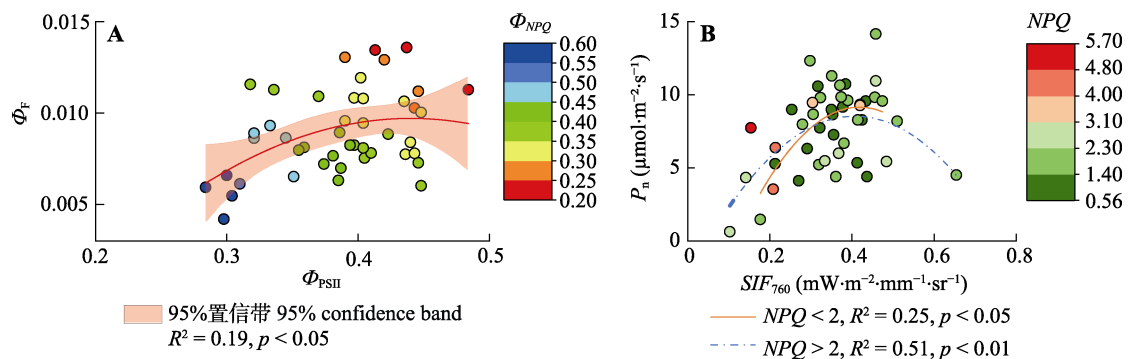 A
Φ_F
0.015
0.010
0.005
0.2 0.3 0.4 0.5
Φ_PSII
Φ_NPQ
0.60
0.55
0.50
0.45
0.40
0.35
0.30
0.25
0.20
95%置信带 95% confidence band
R² = 0.19, p < 0.05
B
P_n (μmol·m⁻²·s⁻¹)
15
10
5
0
0 0.2 0.4 0.6 0.8
SIF₇₆₀ (mW·m⁻²·mm⁻¹·sr⁻¹)
NPQ
5.70
4.80
4.00
3.10
2.30
1.40
0.56
NPQ < 2, R² = 0.25, p < 0.05
NPQ > 2, R² = 0.51, p < 0.01